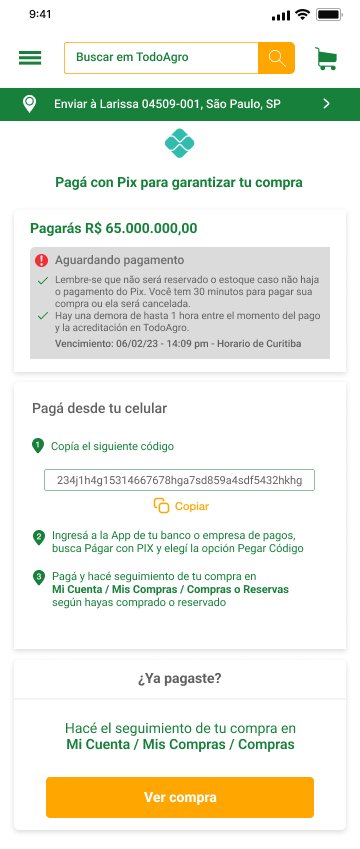 9:41
Buscar em TodoAgro
Enviar à Larissa 04509-001, São Paulo, SP
Pagá con Pix para garantizar tu compra
Pagarás R$ 65.000.000,00
Aguardando pagamento
Lembre-se que não será reservado o estoque caso não haja
o pagamento do Pix. Você tem 30 minutos para pagar sua
compra ou ela será cancelada.
Hay una demora de hasta 1 hora entre el momento del pago
y la acreditación en TodoAgro.
Vencimiento: 06/02/23 - 14:09 pm - Horario de Curitiba
Pagá desde tu celular
1 Copía el siguiente código
234j1h4g15314667678hga7sd859a4sdf5432hkhg
Copiar
2 Ingresá a la App de tu banco o empresa de pagos,
busca Págar con PIX y elegí la opción Pegar Código
3 Pagá y hacé seguimiento de tu compra en
Mi Cuenta / Mis Compras / Compras o Reservas
según hayas comprado o reservado
¿Ya pagaste?
Hacé el seguimiento de tu compra en
Mi Cuenta / Mis Compras / Compras
Ver compra